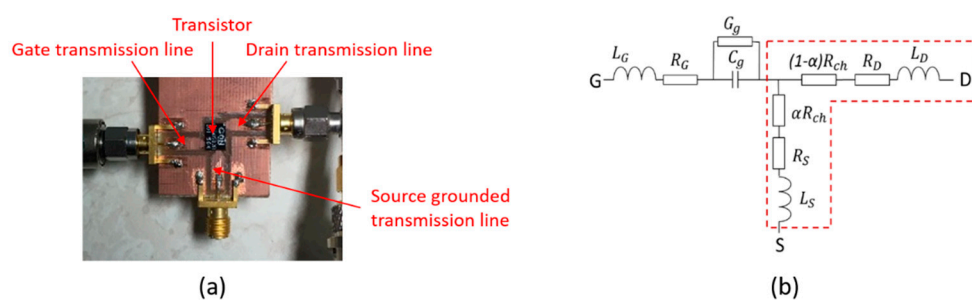 Transistor
Gate transmission line
Drain transmission line
Source grounded
transmission line
(a)
G_g
L_G
R_G
C_g
(1-α)R_ch
R_D
L_D
G
D
αR_ch
R_S
L_S
S
(b)